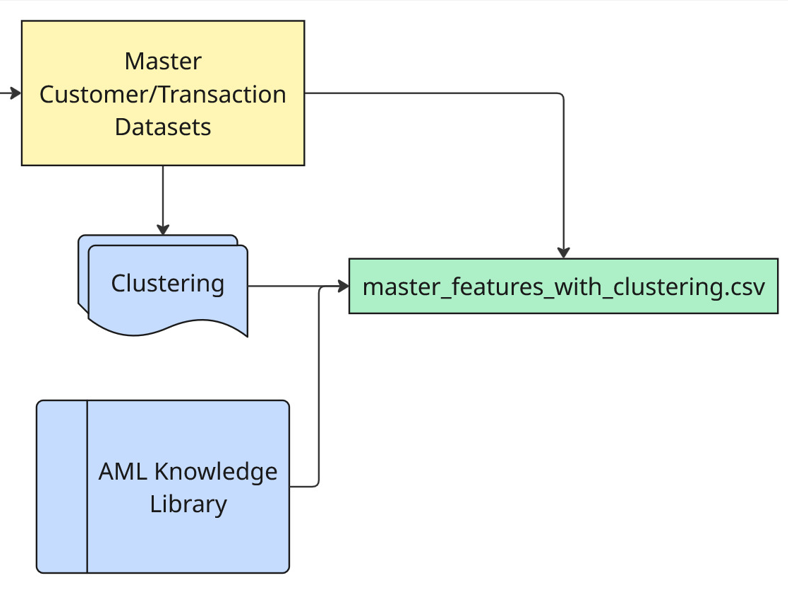 Master
Customer/Transaction
Datasets
Clustering
master_features_with_clustering.csv
AML Knowledge
Library